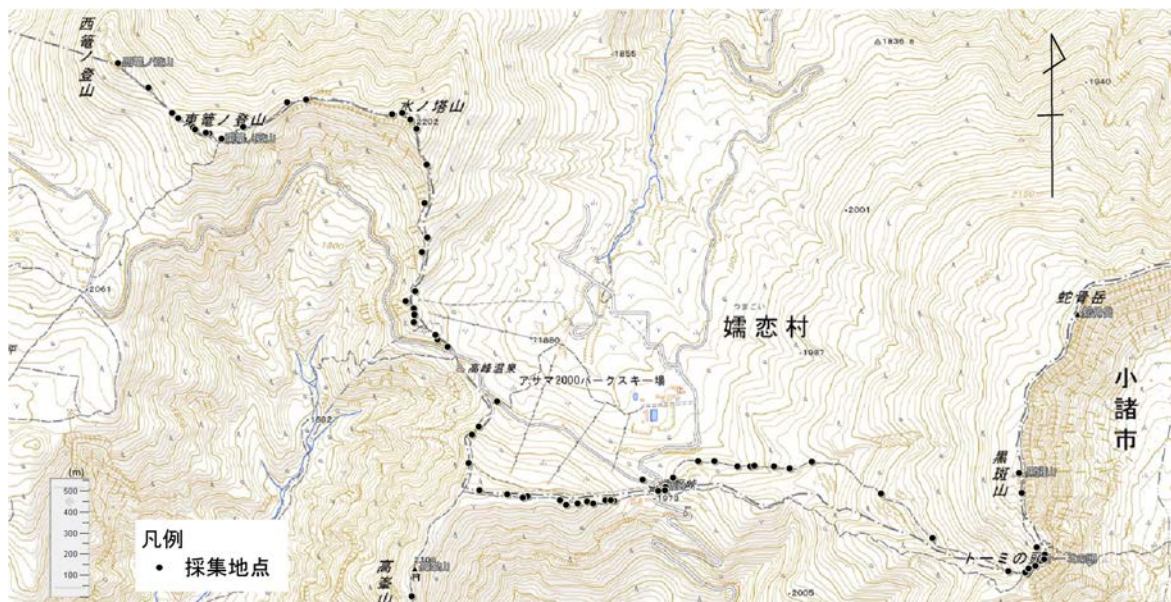 西篭ノ登山
東篭ノ登山
水ノ塔山
2202
1855
1836
1940
2001
1800
2061
1880
1987
うまごい
嬬恋村
蛇骨岳
小諸市
高峰温泉
アサマ2000パークスキー場
黒斑山
1973
トーミの頭
高峯山
2005
(m)
500
400
300
200
100
凡例
採集地点